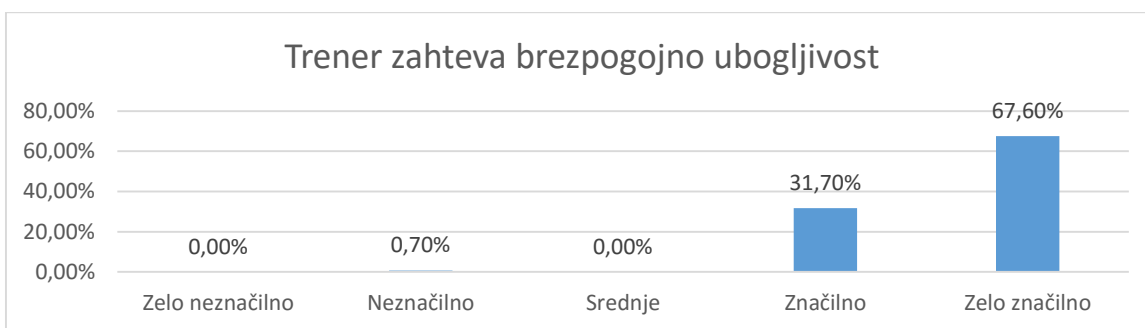 Trener zahteva brezpogojno ubogljivost
80,00%
60,00%
40,00%
20,00%
0,00%
0,00%
0,70%
0,00%
31,70%
67,60%
Zelo neznačilno
Neznačilno
Srednje
Značilno
Zelo značilno